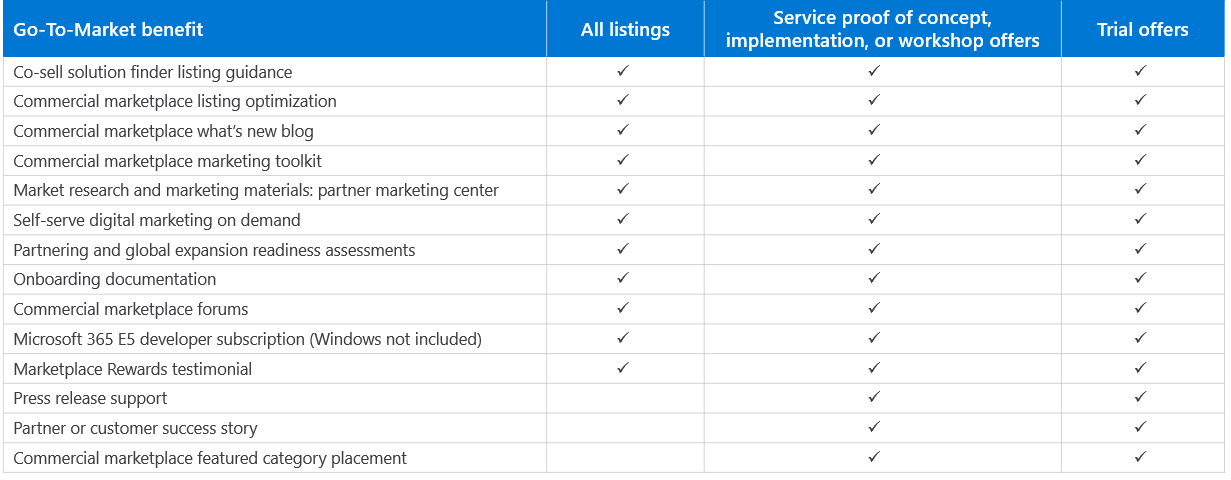 Go-To-Market benefit All listings Service proof of concept, implementation, or workshop offers Trial offers
Co-sell solution finder listing guidance ✓ ✓ ✓
Commercial marketplace listing optimization ✓ ✓ ✓
Commercial marketplace what's new blog ✓ ✓ ✓
Commercial marketplace marketing toolkit ✓ ✓ ✓
Market research and marketing materials: partner marketing center ✓ ✓ ✓
Self-serve digital marketing on demand ✓ ✓ ✓
Partnering and global expansion readiness assessments ✓ ✓ ✓
Onboarding documentation ✓ ✓ ✓
Commercial marketplace forums ✓ ✓ ✓
Microsoft 365 E5 developer subscription (Windows not included) ✓ ✓ ✓
Marketplace Rewards testimonial ✓ ✓ ✓
Press release support ✓ ✓
Partner or customer success story ✓ ✓
Commercial marketplace featured category placement ✓ ✓